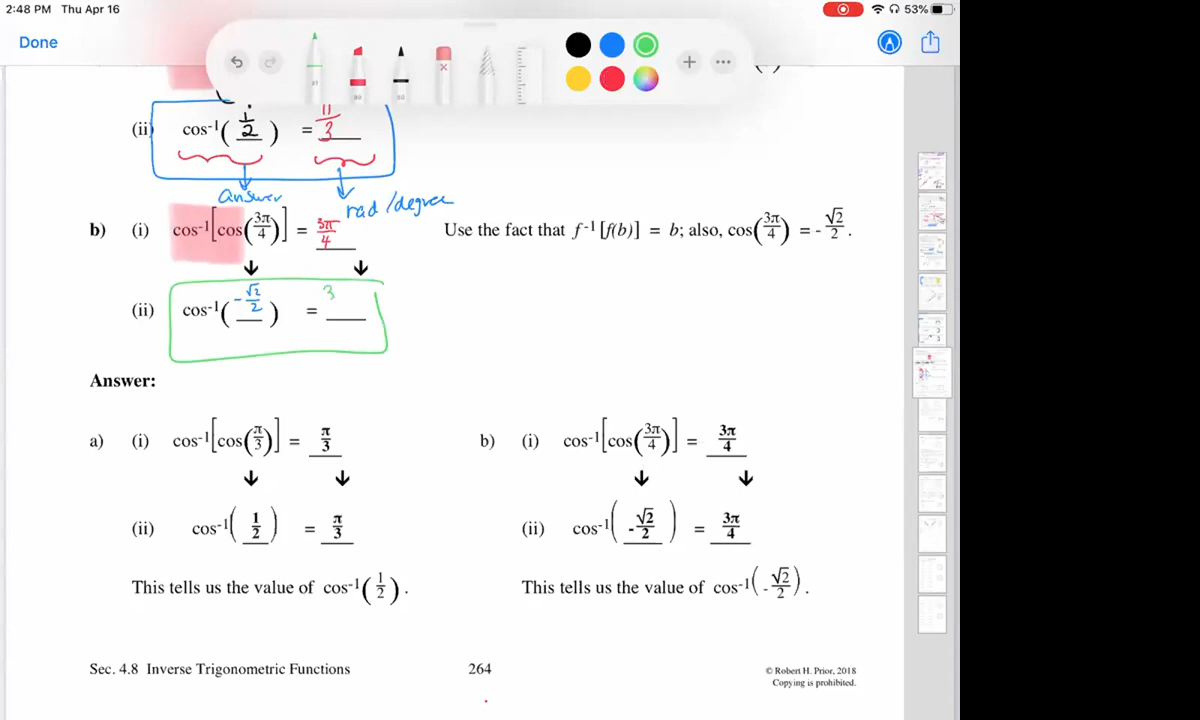 2:48 PM Thu Apr 16 53%
Done
(ii) cos⁻¹( 1/2 ) = π/3
answer rad/degree
b) (i) cos⁻¹[cos(3π/4)] = 3π/4 Use the fact that f⁻¹[f(b)] = b; also, cos(3π/4) = -√2/2 .
(ii) cos⁻¹( -√2/2 ) = 3
Answer:
a) (i) cos⁻¹[cos(π/3)] = π/3 b) (i) cos⁻¹[cos(3π/4)] = 3π/4
(ii) cos⁻¹( 1/2 ) = π/3 (ii) cos⁻¹( -√2/2 ) = 3π/4
This tells us the value of cos⁻¹( 1/2 ) . This tells us the value of cos⁻¹( -√2/2 ) .
Sec. 4.8 Inverse Trigonometric Functions 264 © Robert H. Prior, 2018
Copying is prohibited.